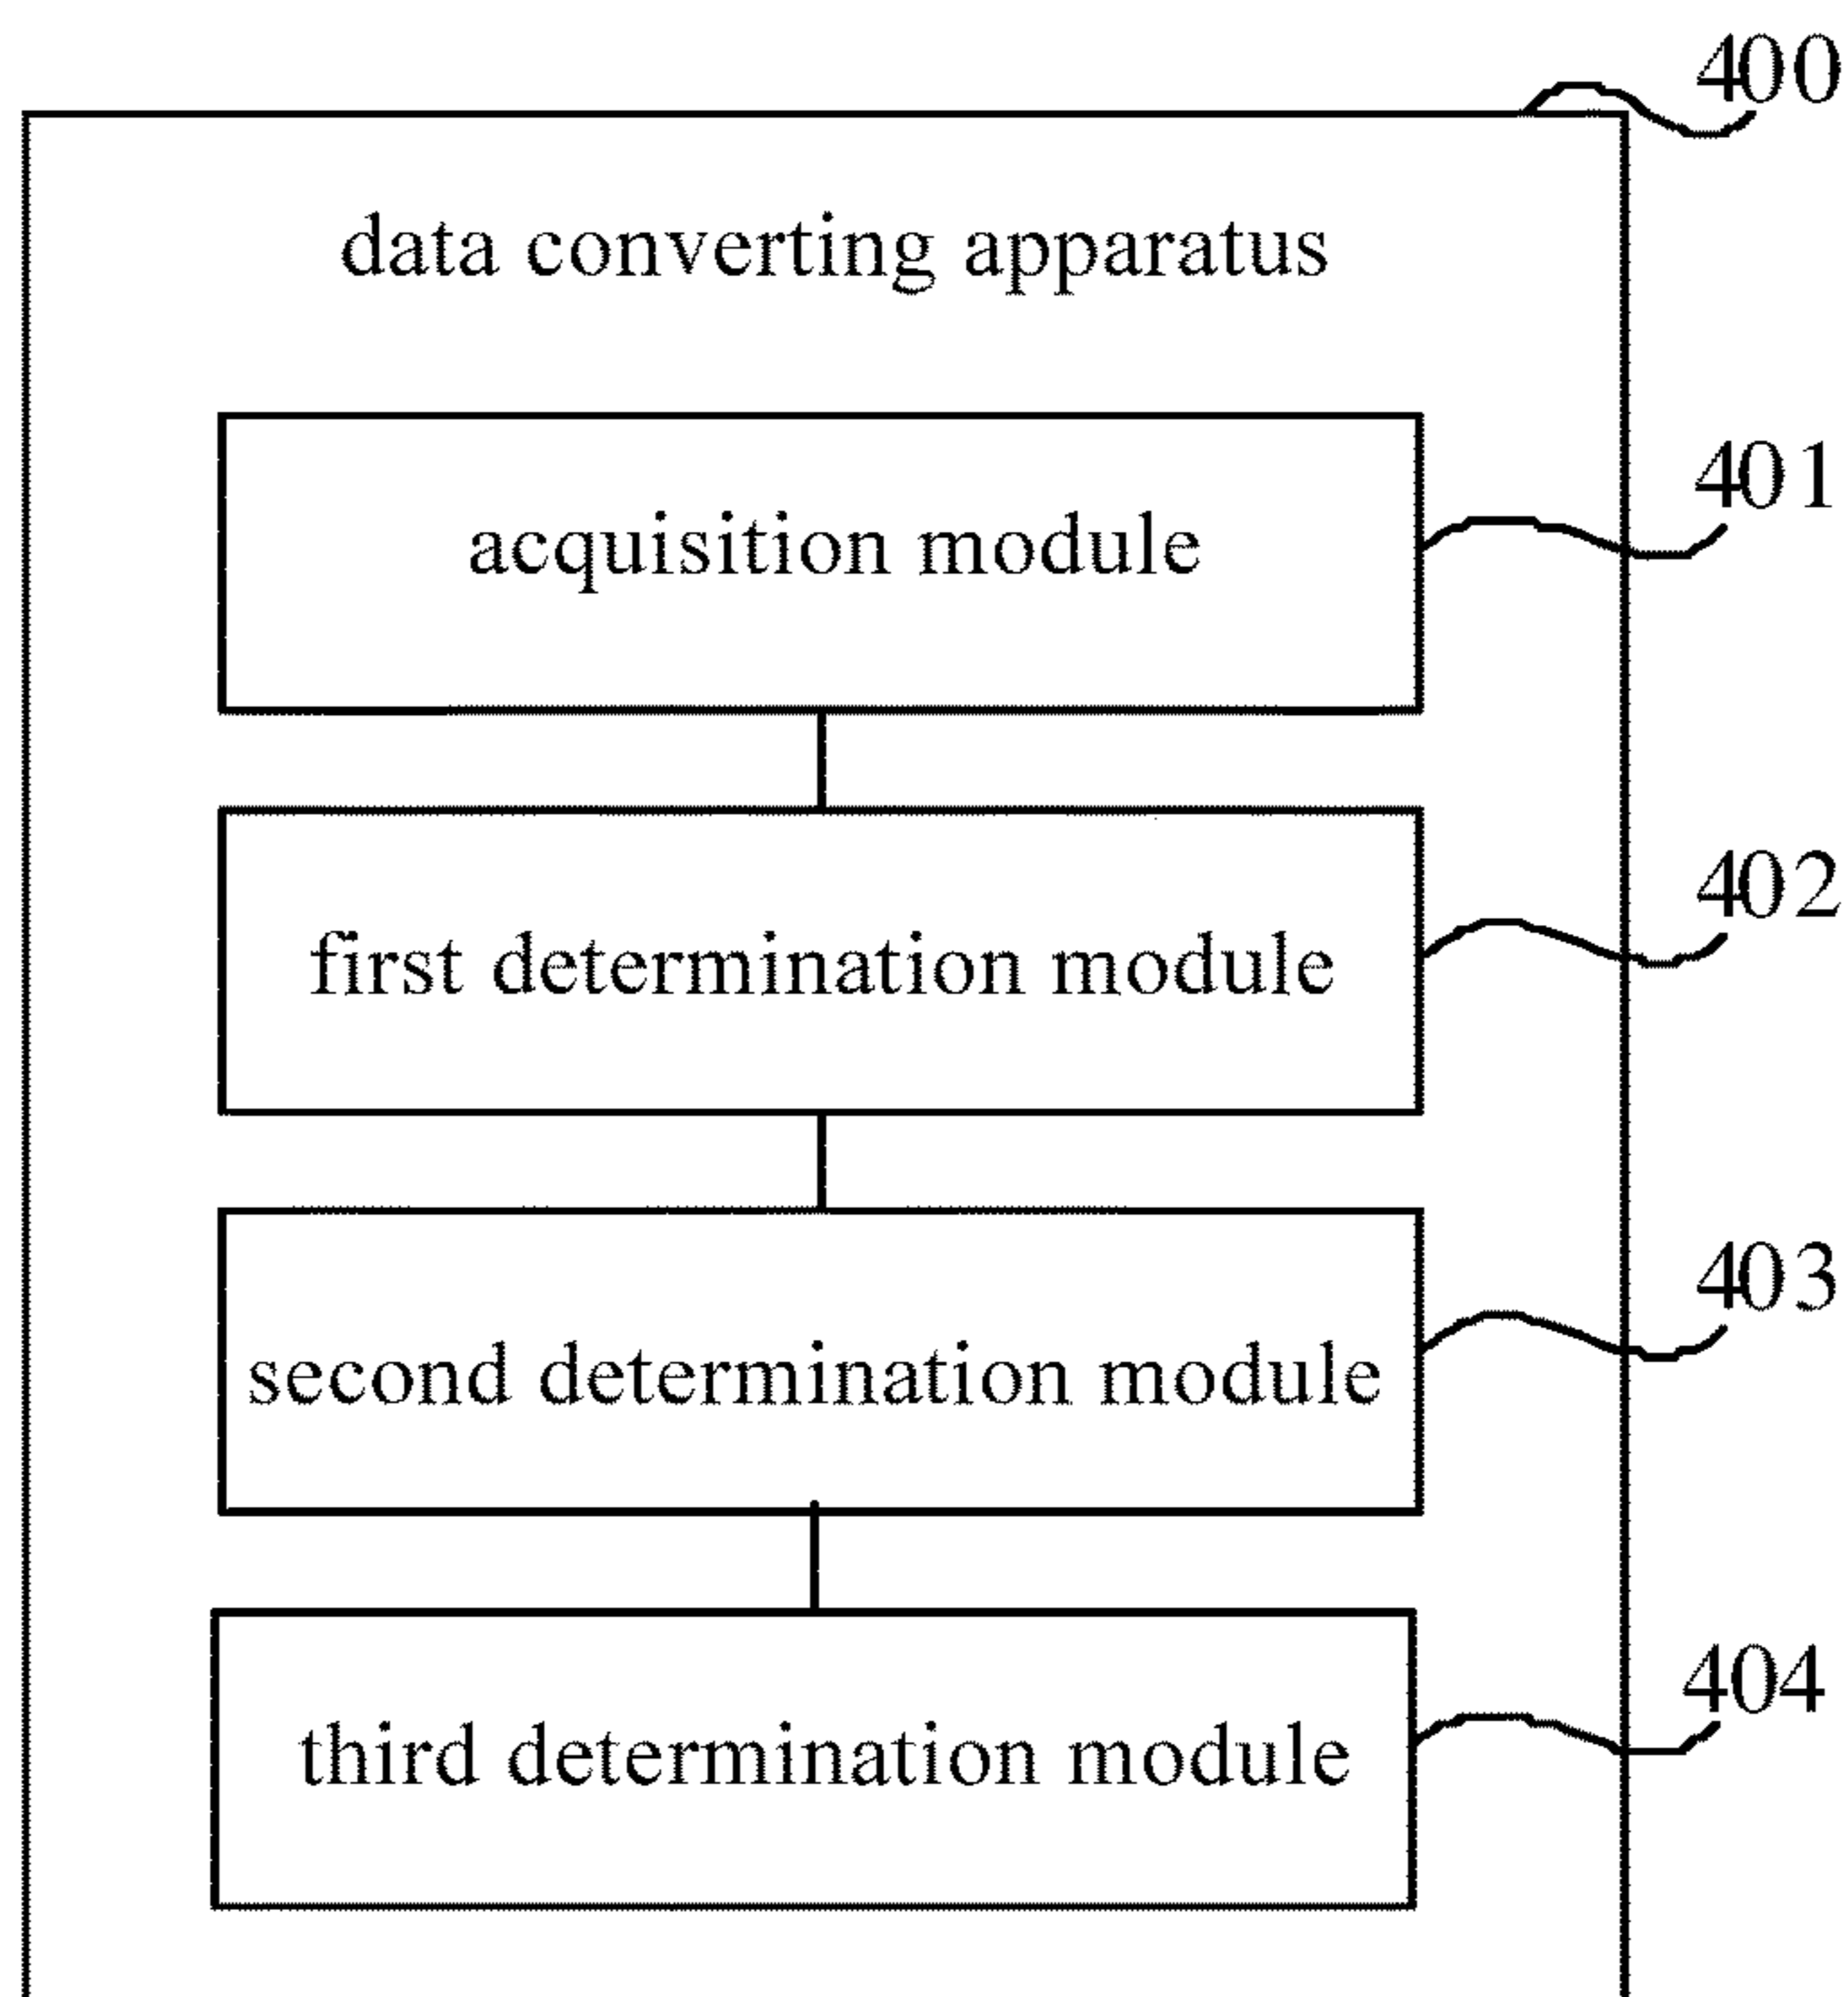 400
data converting apparatus
401
acquisition module
402
first determination module
403
second determination module
404
third determination module